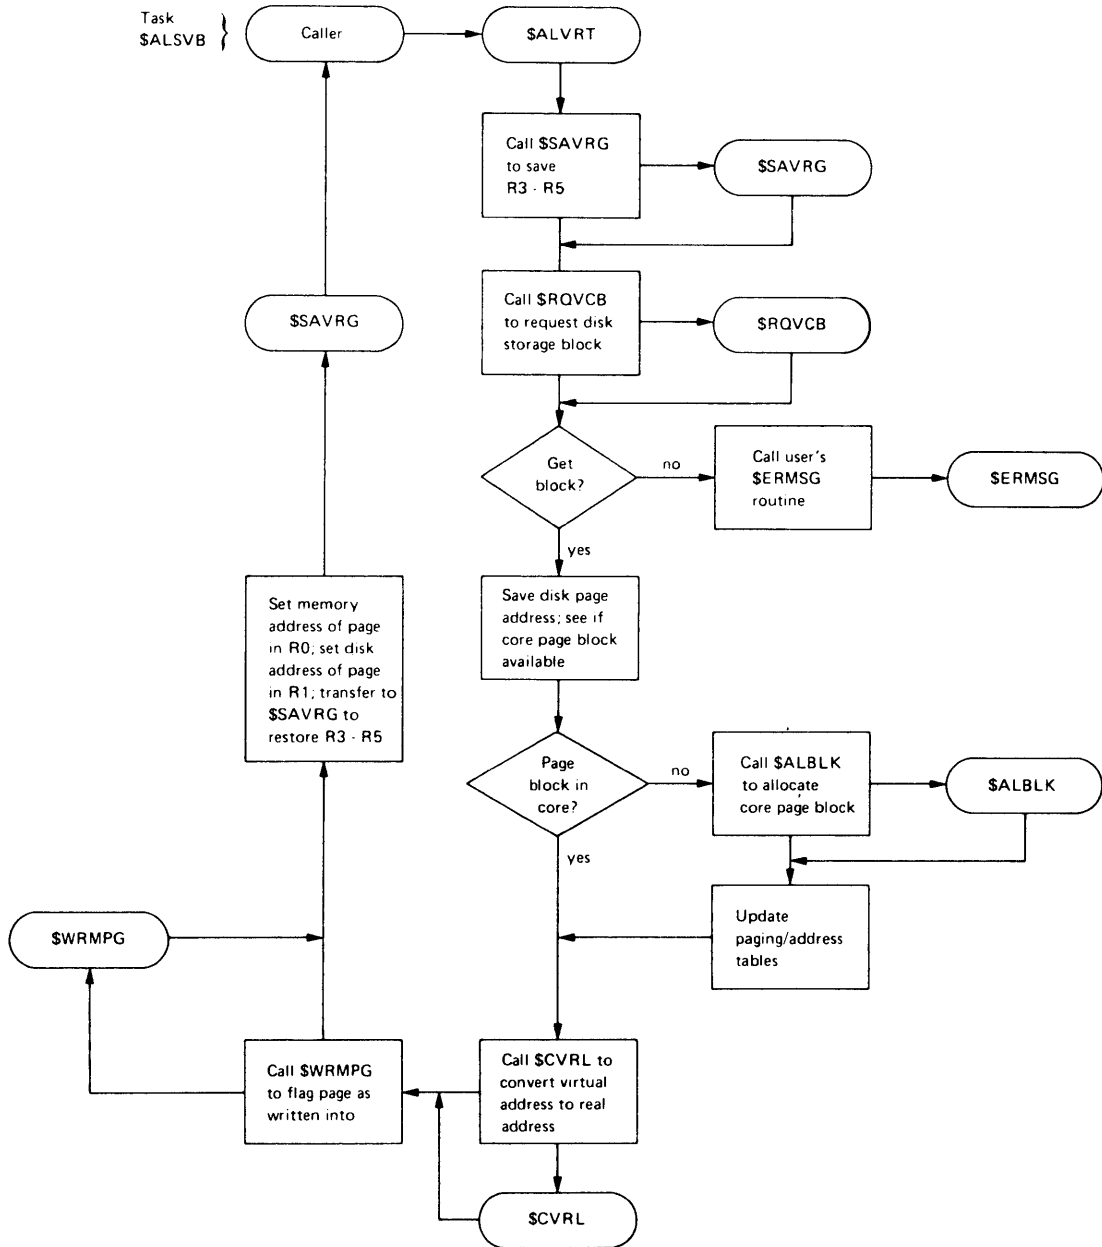 Task
$ALSVB
Caller
$ALVRT
Call $SAVRG
to save
R3 - R5
$SAVRG
Call $RQVCB
to request disk
storage block
$RQVCB
$SAVRG
Get
block?
no
Call user's
$ERMSG
routine
$ERMSG
yes
Save disk page
address; see if
core page block
available
Set memory
address of page
in R0; set disk
address of page
in R1; transfer to
$SAVRG to
restore R3 - R5
Page
block in
core?
no
Call $ALBLK
to allocate
core page block
$ALBLK
yes
Update
paging/address
tables
$WRMPG
Call $WRMPG
to flag page as
written into
Call $CVRL to
convert virtual
address to real
address
$CVRL